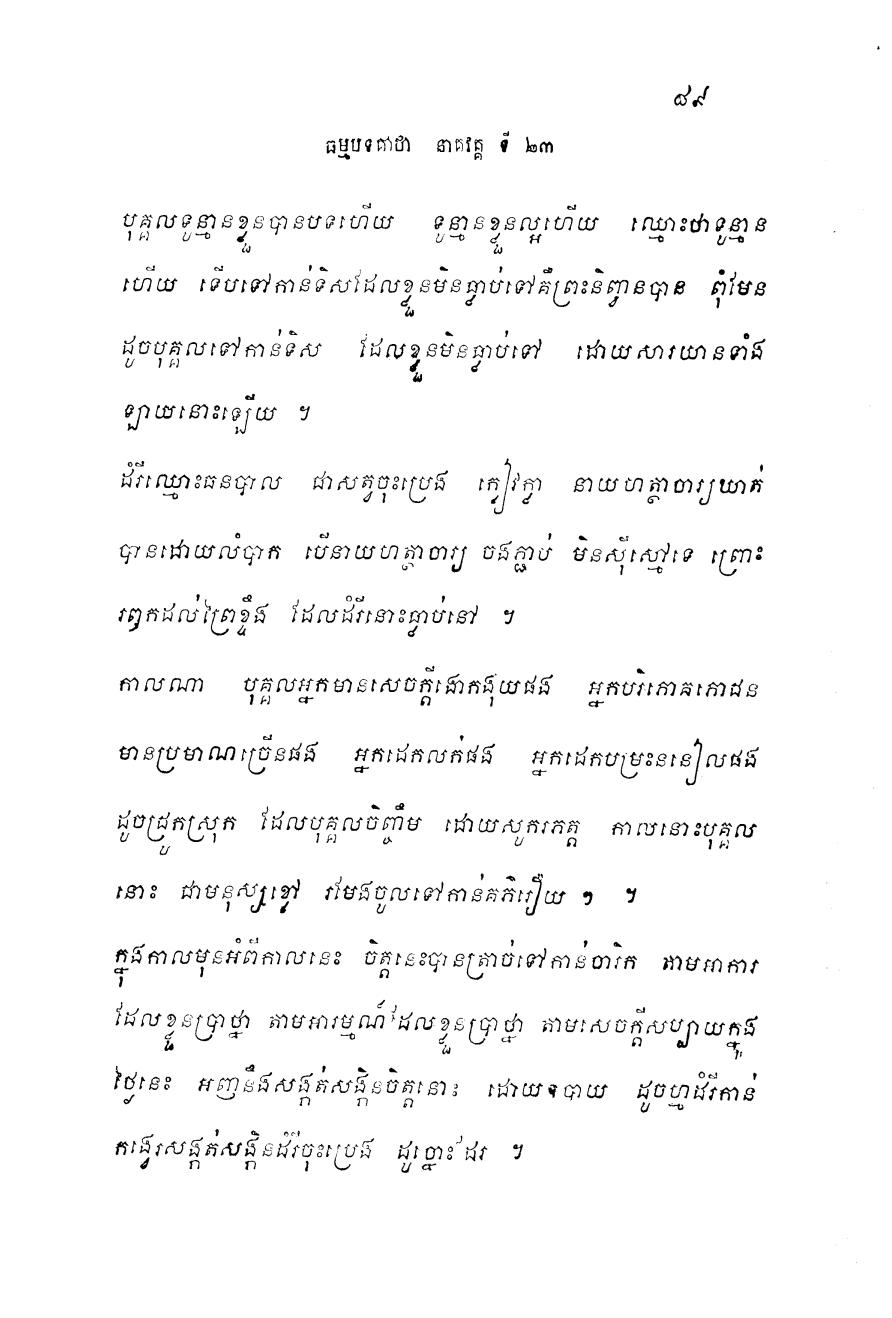 ៨៩
ធម្មបទគាថា នាគវគ្គ ទី ២៣
បុគ្គលទូន្មានខ្លួនបានបទហើយ ទូន្មានខ្លួនល្អហើយ ឈ្មោះថាទូន្មាន
ហើយ ទើបទៅកាន់ទិសដែលខ្លួនមិនធ្លាប់ទៅគឺព្រះនិព្វានបាន ពុំមែន
ដូចបុគ្គលទៅកាន់ទិស ដែលខ្លួនមិនធ្លាប់ទៅ ដោយសារយានទាំង
ឡាយនោះឡើយ ។
ដំរីឈ្មោះធនបាល ជាសត្វចុះប្រេង ក្លៀវក្លា នាយហត្ថាចារ្យឃាត់
បានដោយលំបាក បើនាយហត្ថាចារ្យ ចងភ្ជាប់ មិនស៊ីស្មៅទេ ព្រោះ
រឭកដល់ព្រៃខ្ទឹង ដែលដំរីនោះធ្លាប់នៅ ។
កាលណា បុគ្គលអ្នកមានសេចក្តីងោកងុយផង អ្នកបរិភោគភោជន
មានប្រមាណច្រើនផង អ្នកដេកលក់ផង អ្នកដេកបម្រះននៀលផង
ដូចជ្រូកស្រុក ដែលបុគ្គលចិញ្ចឹម ដោយសូករភត្ត កាលនោះបុគ្គល
នោះ ជាមនុស្សខ្លៅ រមែងចូលទៅកាន់គភ៌រឿយ ៗ ។
ក្នុងកាលមុនអំពីកាលនេះ ចិត្តនេះបានត្រាច់ទៅកាន់ចារិក តាមអាការ
ដែលខ្លួនប្រាថ្នា តាមអារម្មណ៍ដែលខ្លួនប្រាថ្នា តាមសេចក្តីសប្បាយក្នុង
ថ្ងៃនេះ អញនឹងសង្កត់សង្កិនចិត្តនោះ ដោយឧបាយ ដូចហ្មដំរីកាន់
កង្វេរសង្កត់សង្កិនដំរីចុះប្រេង ដូច្នោះដែរ ។